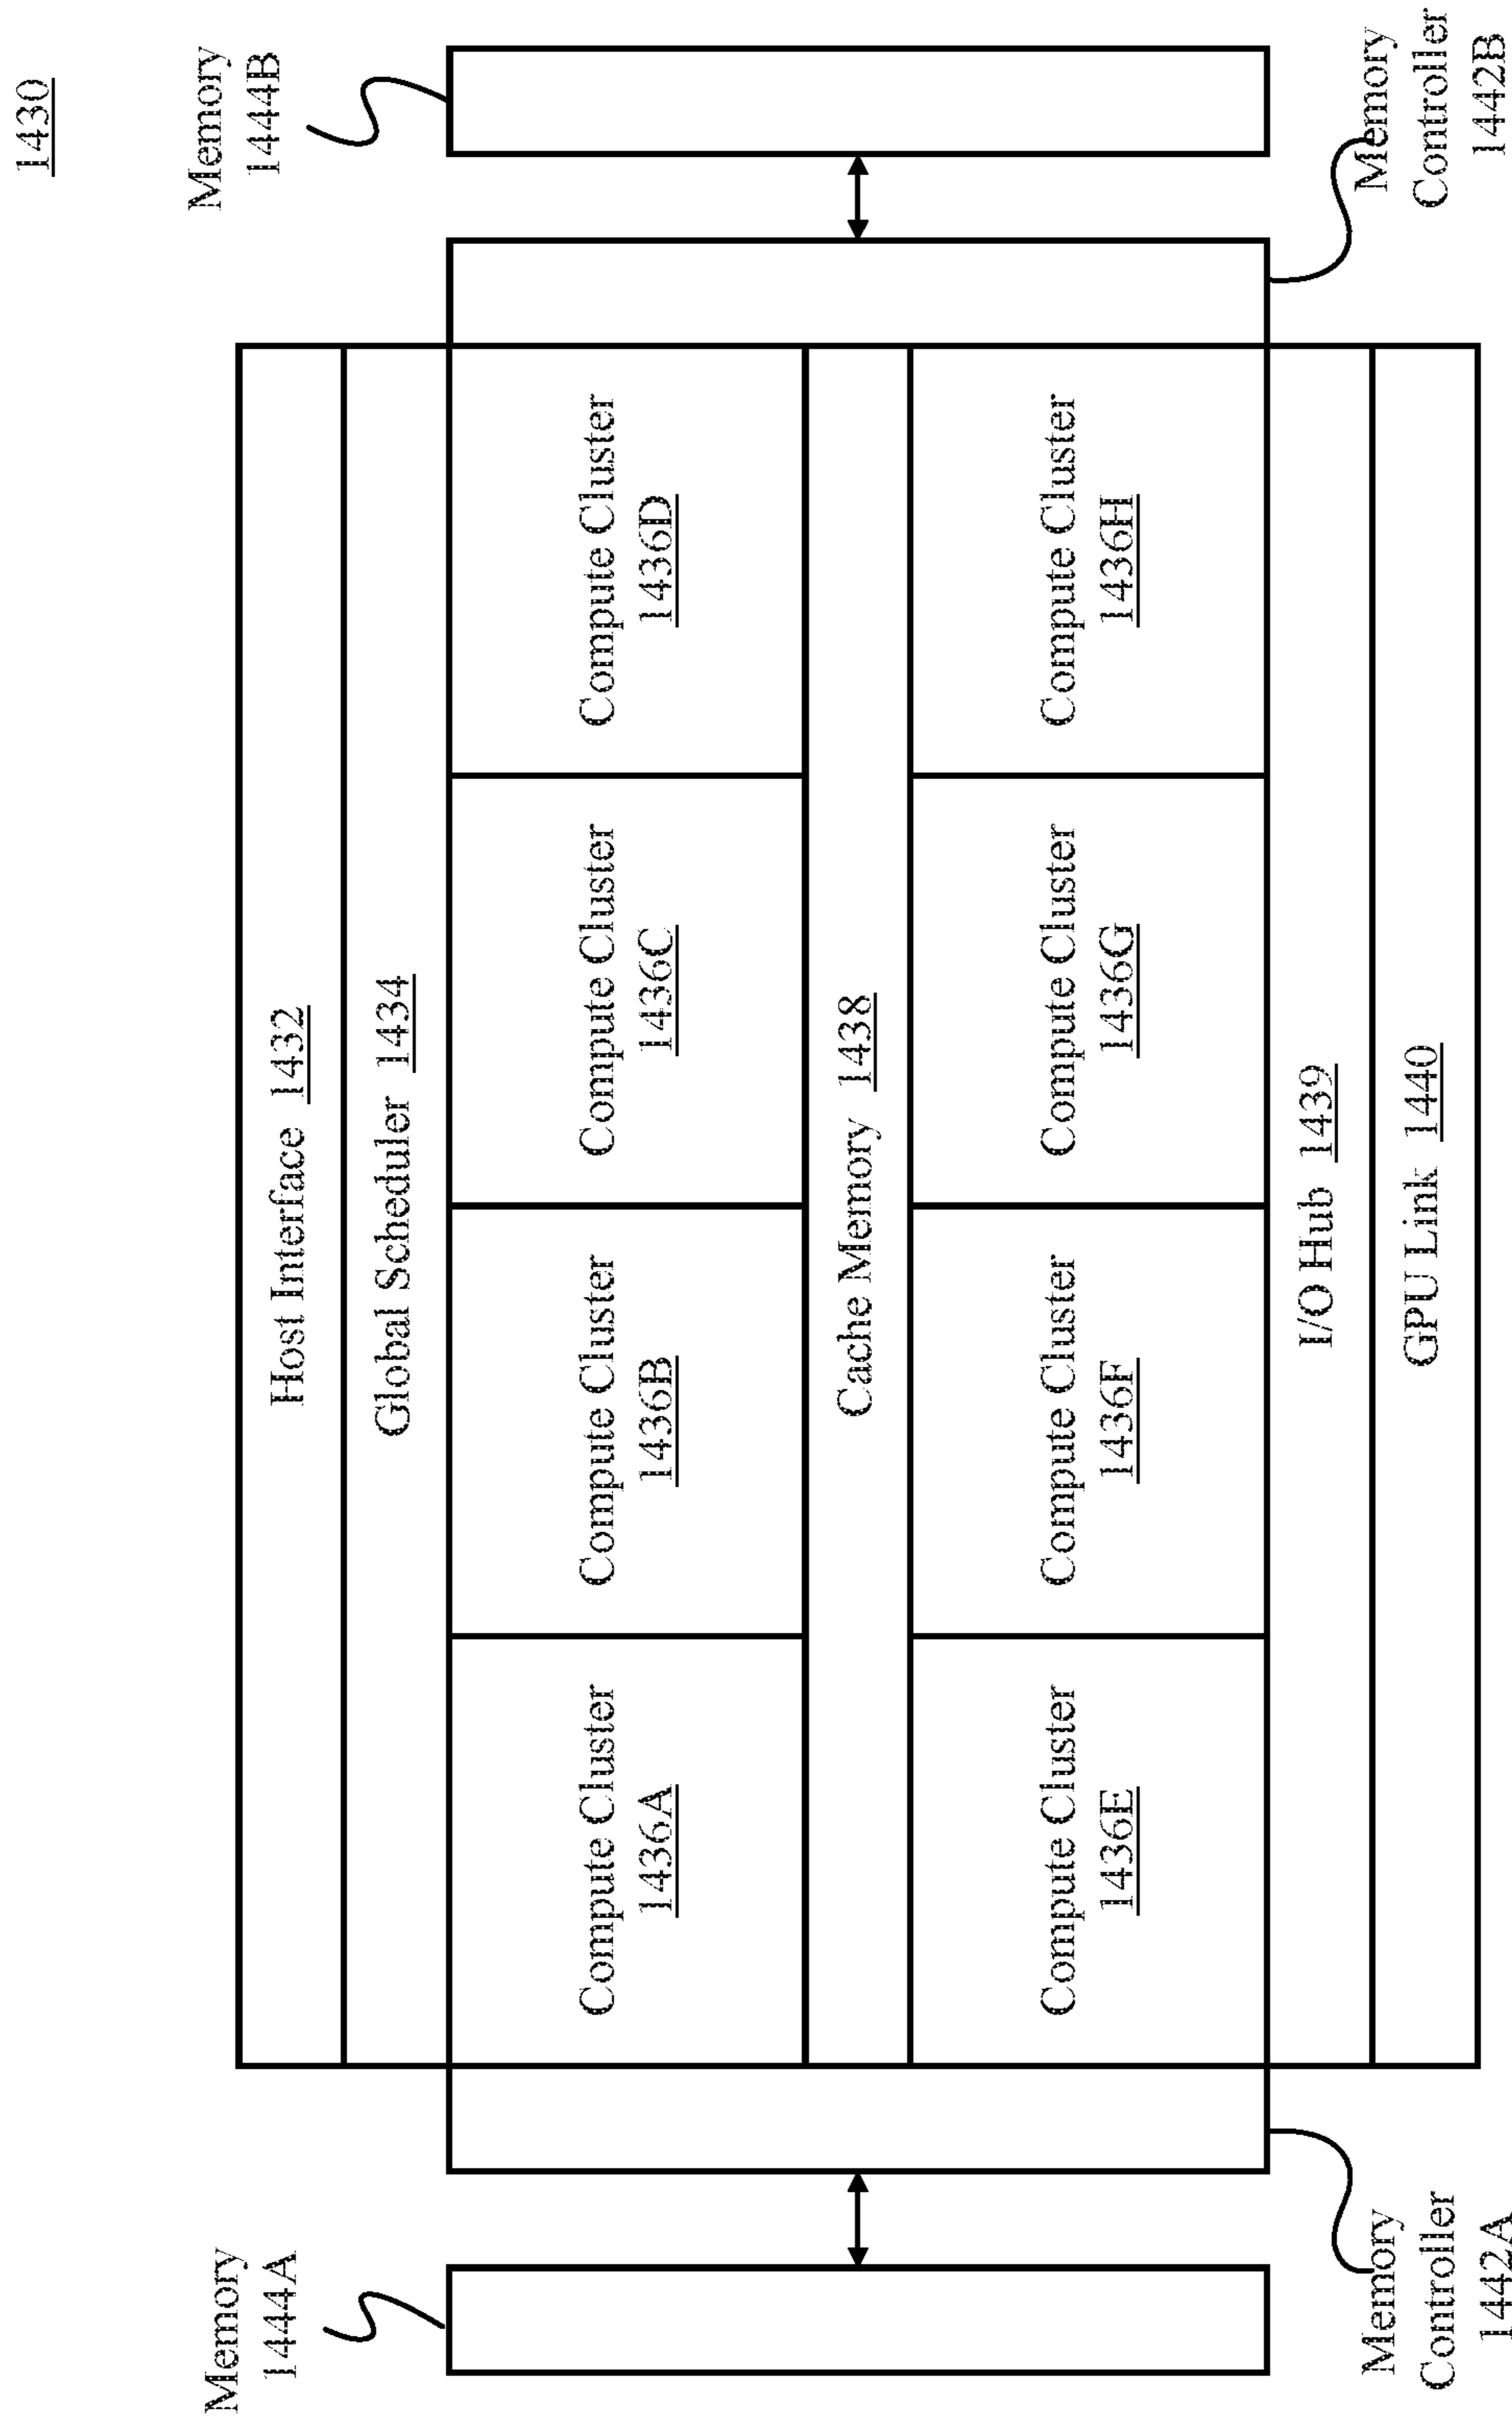 1430
Memory
1444B
Memory
Controller
1442B
Host Interface 1432
Global Scheduler 1434
Compute Cluster
1436A
Compute Cluster
1436B
Compute Cluster
1436C
Compute Cluster
1436D
Cache Memory 1438
Compute Cluster
1436E
Compute Cluster
1436F
Compute Cluster
1436G
Compute Cluster
1436H
I/O Hub 1439
GPU Link 1440
Memory
1444A
Memory
Controller
1442A